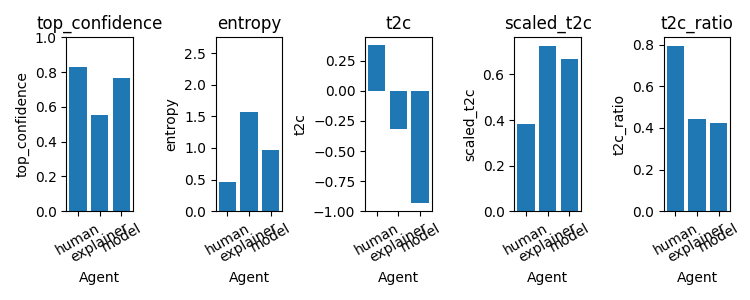 top_confidence
entropy
t2c
scaled_t2c
t2c_ratio
top_confidence
1.0
0.8
0.6
0.4
0.2
0.0
human
explainer
model
Agent
entropy
2.5
2.0
1.5
1.0
0.5
0.0
human
explainer
model
Agent
t2c
0.25
0.00
−0.25
−0.50
−0.75
−1.00
human
explainer
model
Agent
scaled_t2c
0.6
0.4
0.2
0.0
human
explainer
model
Agent
t2c_ratio
0.8
0.6
0.4
0.2
0.0
human
explainer
model
Agent